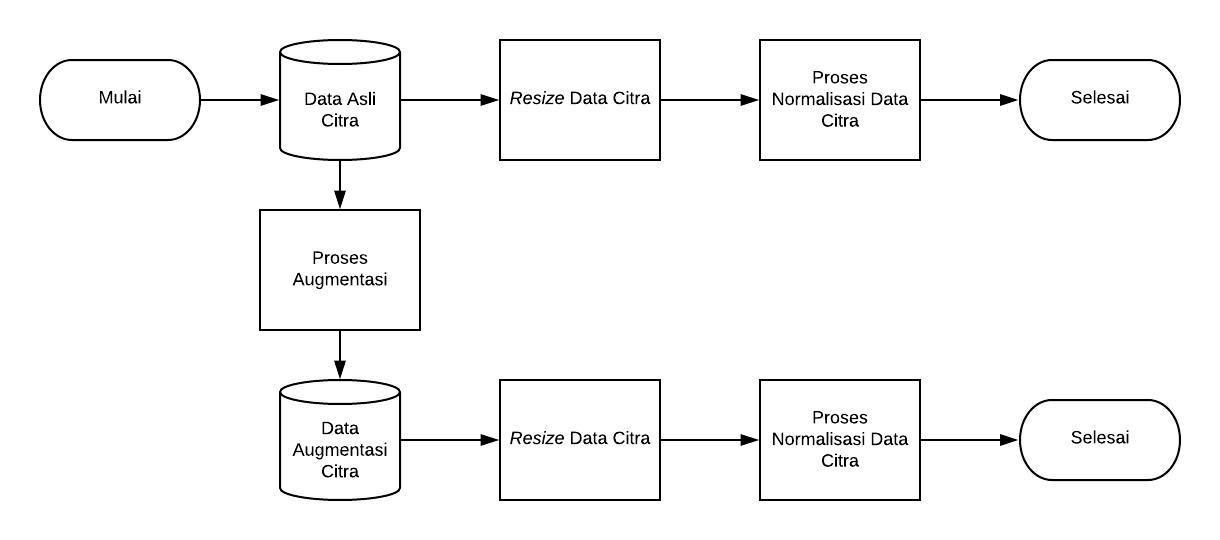 Mulai
Data Asli
Citra
Resize Data Citra
Proses
Normalisasi Data
Citra
Selesai
Proses
Augmentasi
Data
Augmentasi
Citra
Resize Data Citra
Proses
Normalisasi Data
Citra
Selesai